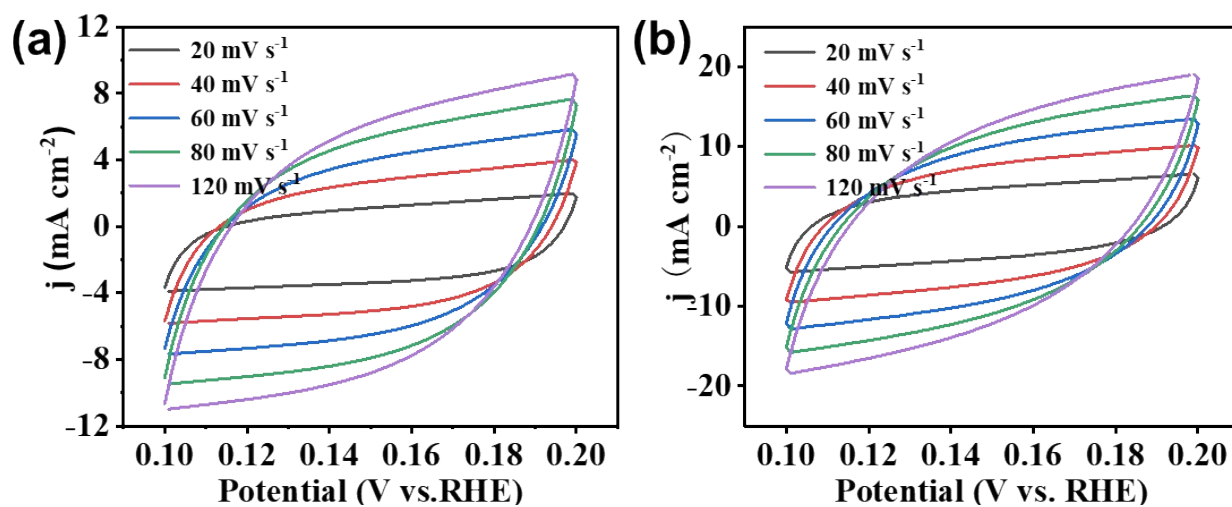 (a)
20 mV s⁻¹
40 mV s⁻¹
60 mV s⁻¹
80 mV s⁻¹
120 mV s⁻¹
12
8
4
0
-4
-8
-12
j (mA cm⁻²)
0.10 0.12 0.14 0.16 0.18 0.20
Potential (V vs.RHE)
(b)
20 mV s⁻¹
40 mV s⁻¹
60 mV s⁻¹
80 mV s⁻¹
120 mV s⁻¹
20
10
0
-10
-20
j (mA cm⁻²)
0.10 0.12 0.14 0.16 0.18 0.20
Potential (V vs. RHE)